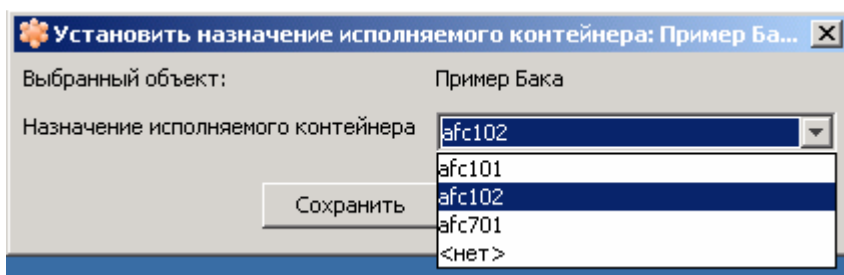 Установить назначение исполняемого контейнера: Пример Ба...
Выбранный объект: Пример Бака
Назначение исполняемого контейнера afc102
afc101
Сохранить afc102
afc701
<нет>